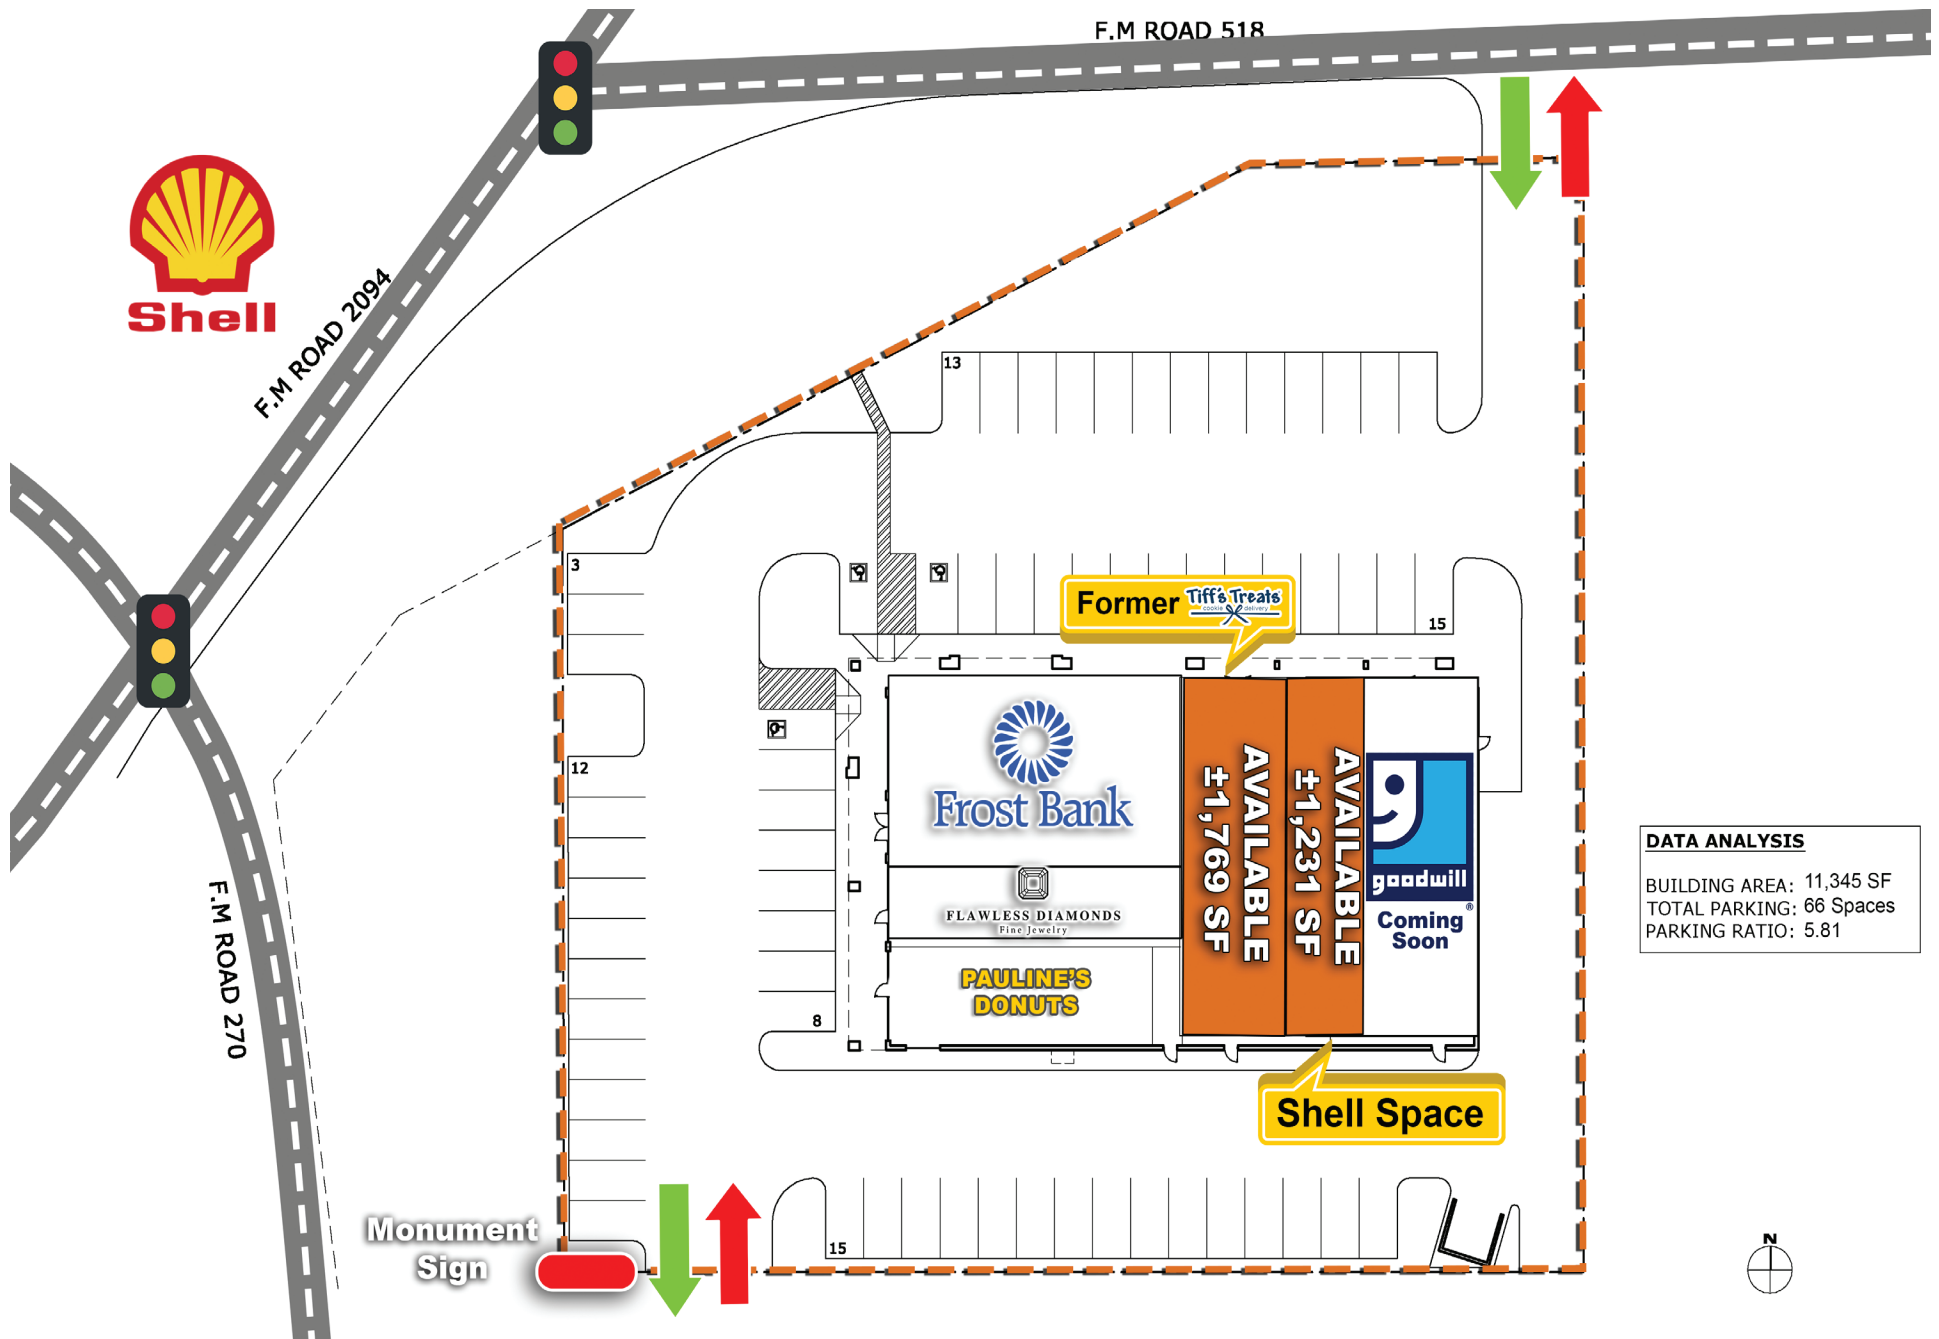 F.M ROAD 518
Shell
F.M ROAD 2094
13
3
Former Tiff's Treats
cookie delivery
15
12
Frost Bank
AVAILABLE
±1,769 SF
AVAILABLE
±1,231 SF
goodwill
®
Coming
Soon
FLAWLESS DIAMONDS
Fine Jewelry
PAULINE'S
DONUTS
8
F.M ROAD 270
DATA ANALYSIS
BUILDING AREA: 11,345 SF
TOTAL PARKING: 66 Spaces
PARKING RATIO: 5.81
Shell Space
Monument
Sign
15
N